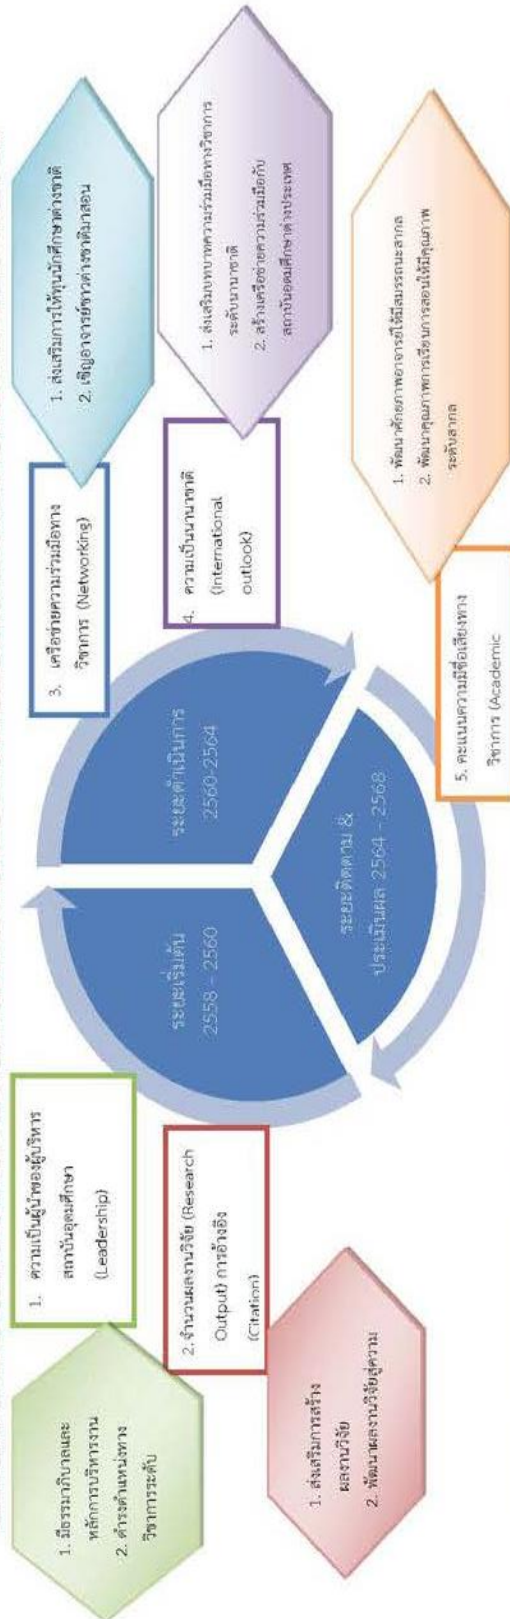 1. มีธรรมาภิบาลและ
หลักการบริหารงาน
2. ดำรงตำแหน่งทาง
วิชาการระดับ
1. ความเป็นผู้นำของผู้บริหาร
สถาบันอุดมศึกษา
(Leadership)
2.จำนวนผลงานวิจัย (Research
Output) การอ้างอิง
(Citation)
1. ส่งเสริมการสร้าง
ผลงานวิจัย
2. พัฒนาผลงานวิจัยสู่ความ
ระยะเริ่มต้น
2558 - 2560
ระยะดำเนินการ
2560-2564
ระยะติดตาม &
ประเมินผล 2564 - 2568
3. เครือข่ายความร่วมมือทาง
วิชาการ (Networking)
1. ส่งเสริมการให้ทุนนักศึกษาต่างชาติ
2. เชิญอาจารย์ชาวต่างชาติมาสอน
4. ความเป็นนานาชาติ
(International
outlook)
1. ส่งเสริมบทบาทความร่วมมือทางวิชาการ
ระดับนานาชาติ
2. สร้างเครือข่ายความร่วมมือกับ
สถาบันอุดมศึกษาต่างประเทศ
5. คะแนนความมีชื่อเสียงทาง
วิชาการ (Academic
1. พัฒนาศักยภาพอาจารย์ให้มีสมรรถนะสากล
2. พัฒนาคุณภาพการเรียนการสอนให้มีคุณภาพ
ระดับสากล